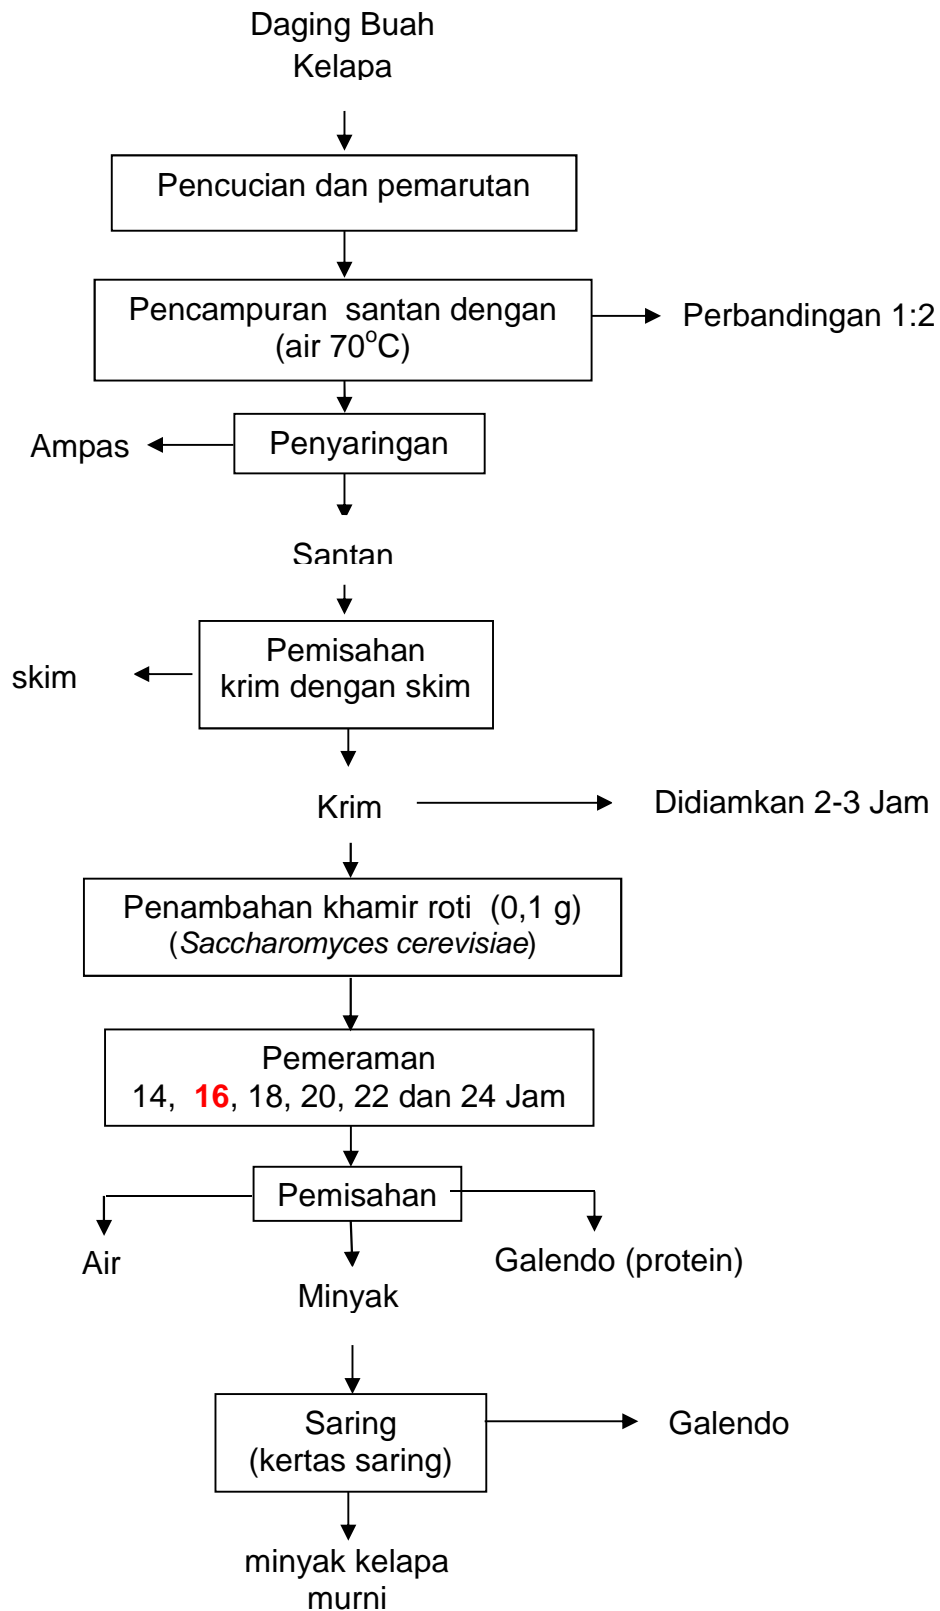 Daging Buah
Kelapa
Pencucian dan pemarutan
Pencampuran santan dengan
(air 70°C)
Perbandingan 1:2
Ampas
Penyaringan
Santan
Pemisahan
krim dengan skim
skim
Krim
Didiamkan 2-3 Jam
Penambahan khamir roti (0,1 g)
(Saccharomyces cerevisiae)
Pemeraman
14, 16, 18, 20, 22 dan 24 Jam
Pemisahan
Air
Galendo (protein)
Minyak
Saring
(kertas saring)
Galendo
minyak kelapa
murni